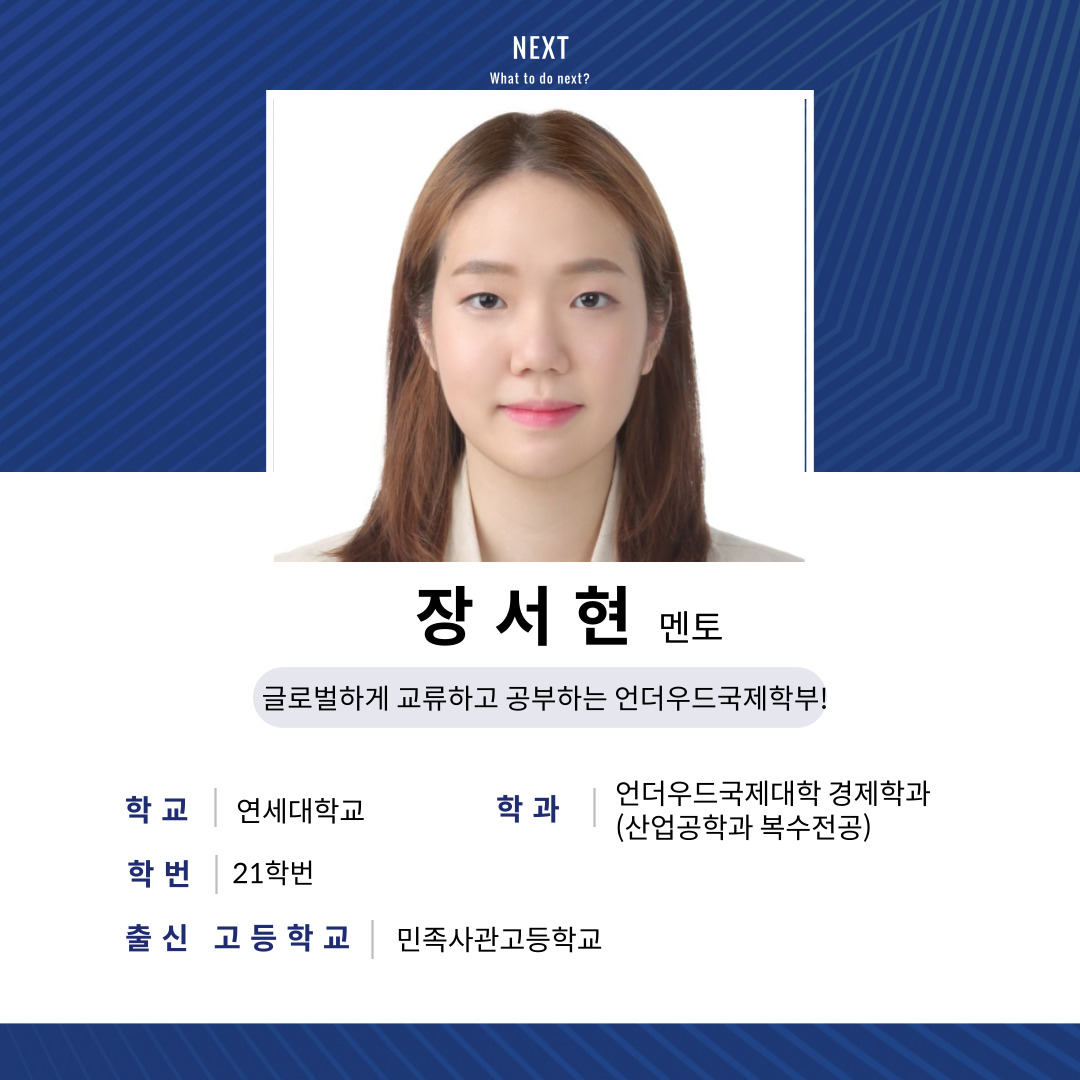 NEXT
What to do next?
장서현 멘토
글로벌하게 교류하고 공부하는 언더우드국제학부!
학교 연세대학교
학과 언더우드국제대학 경제학과
(산업공학과 복수전공)
학번 21학번
출신 고등학교 민족사관고등학교